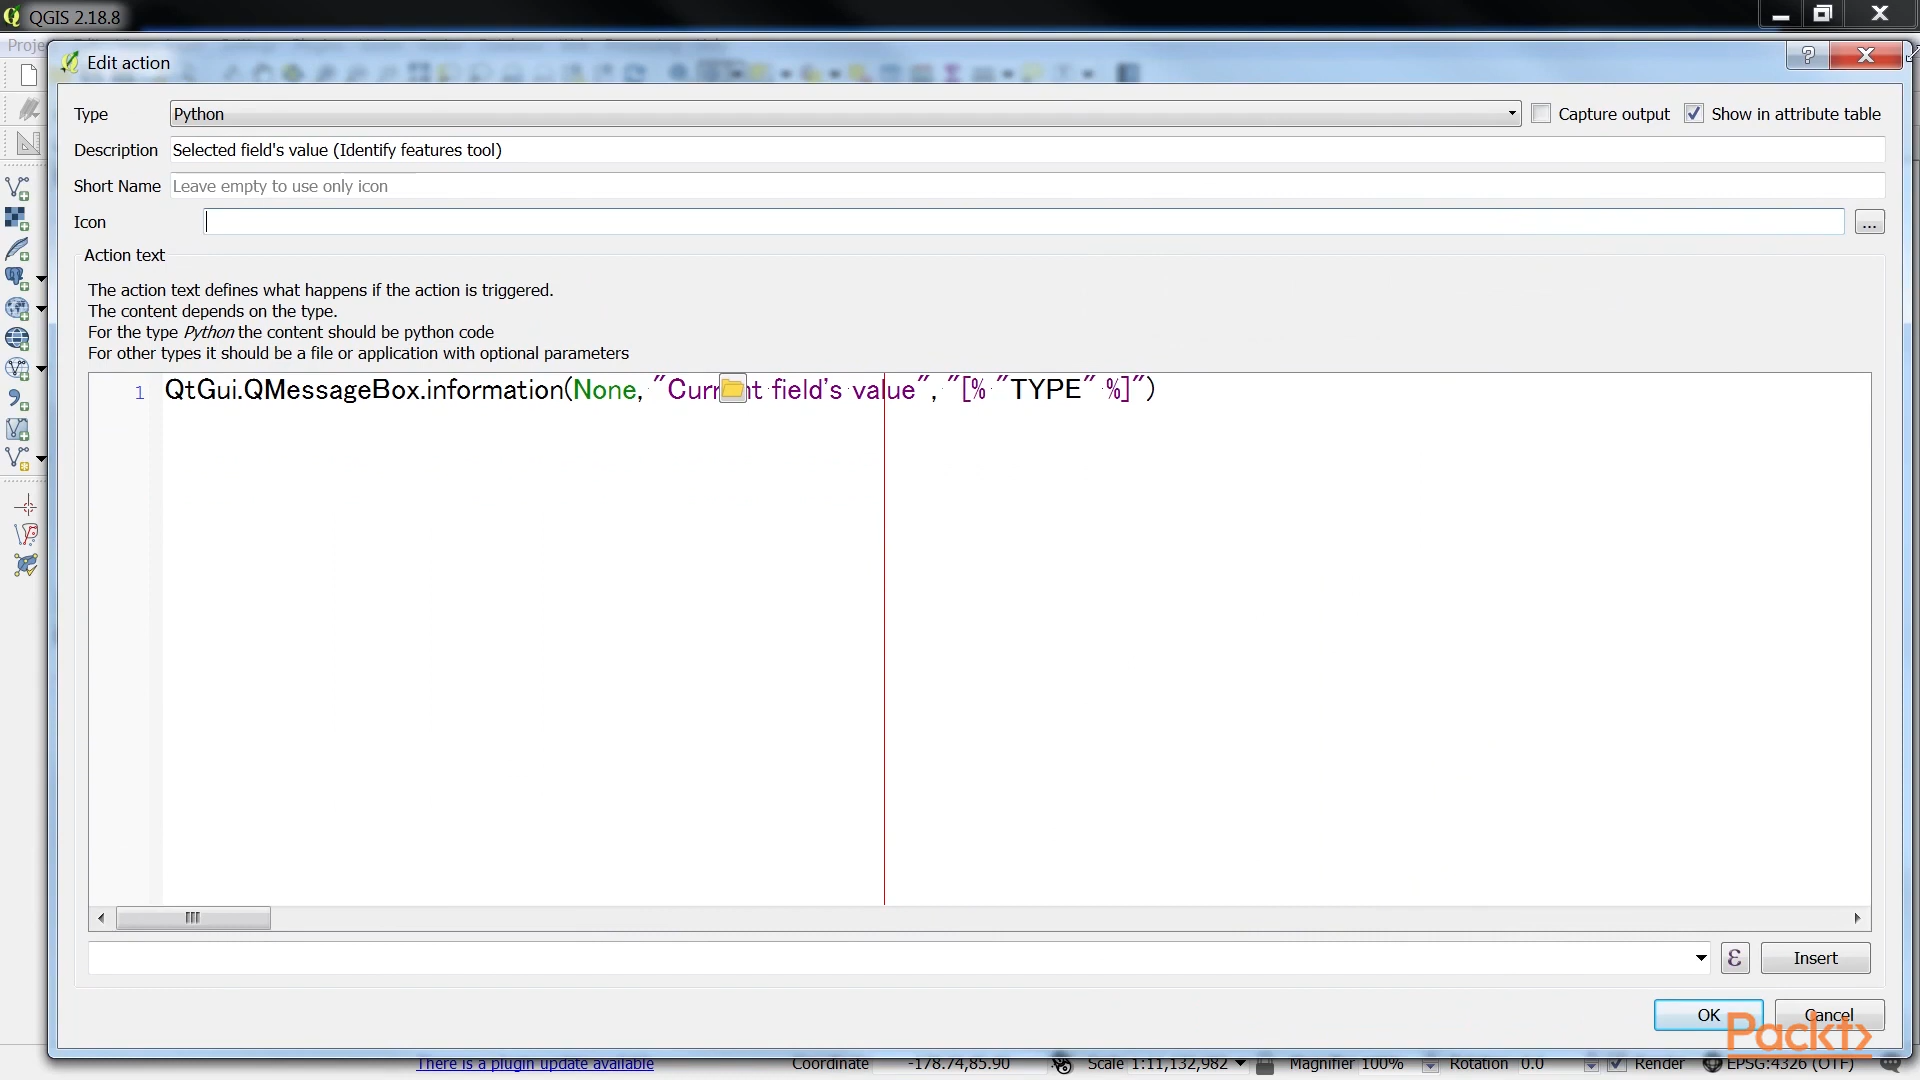 QGIS 2.18.8
Proje
Edit action
Type Python Capture output Show in attribute table
Description Selected field's value (Identify features tool)
Short Name Leave empty to use only icon
Icon ...
Action text
The action text defines what happens if the action is triggered.
The content depends on the type.
For the type Python the content should be python code
For other types it should be a file or application with optional parameters
1 QtGui.QMessageBox.information(None, "Current field's value", "[% "TYPE" %]")
ε Insert
OK Cancel
Packt>
There is a plugin update available Coordinate -178.74,85.90 Scale 1:11,132,982 Magnifier 100% Rotation 0.0 Render EPSG:4326 (OTF)